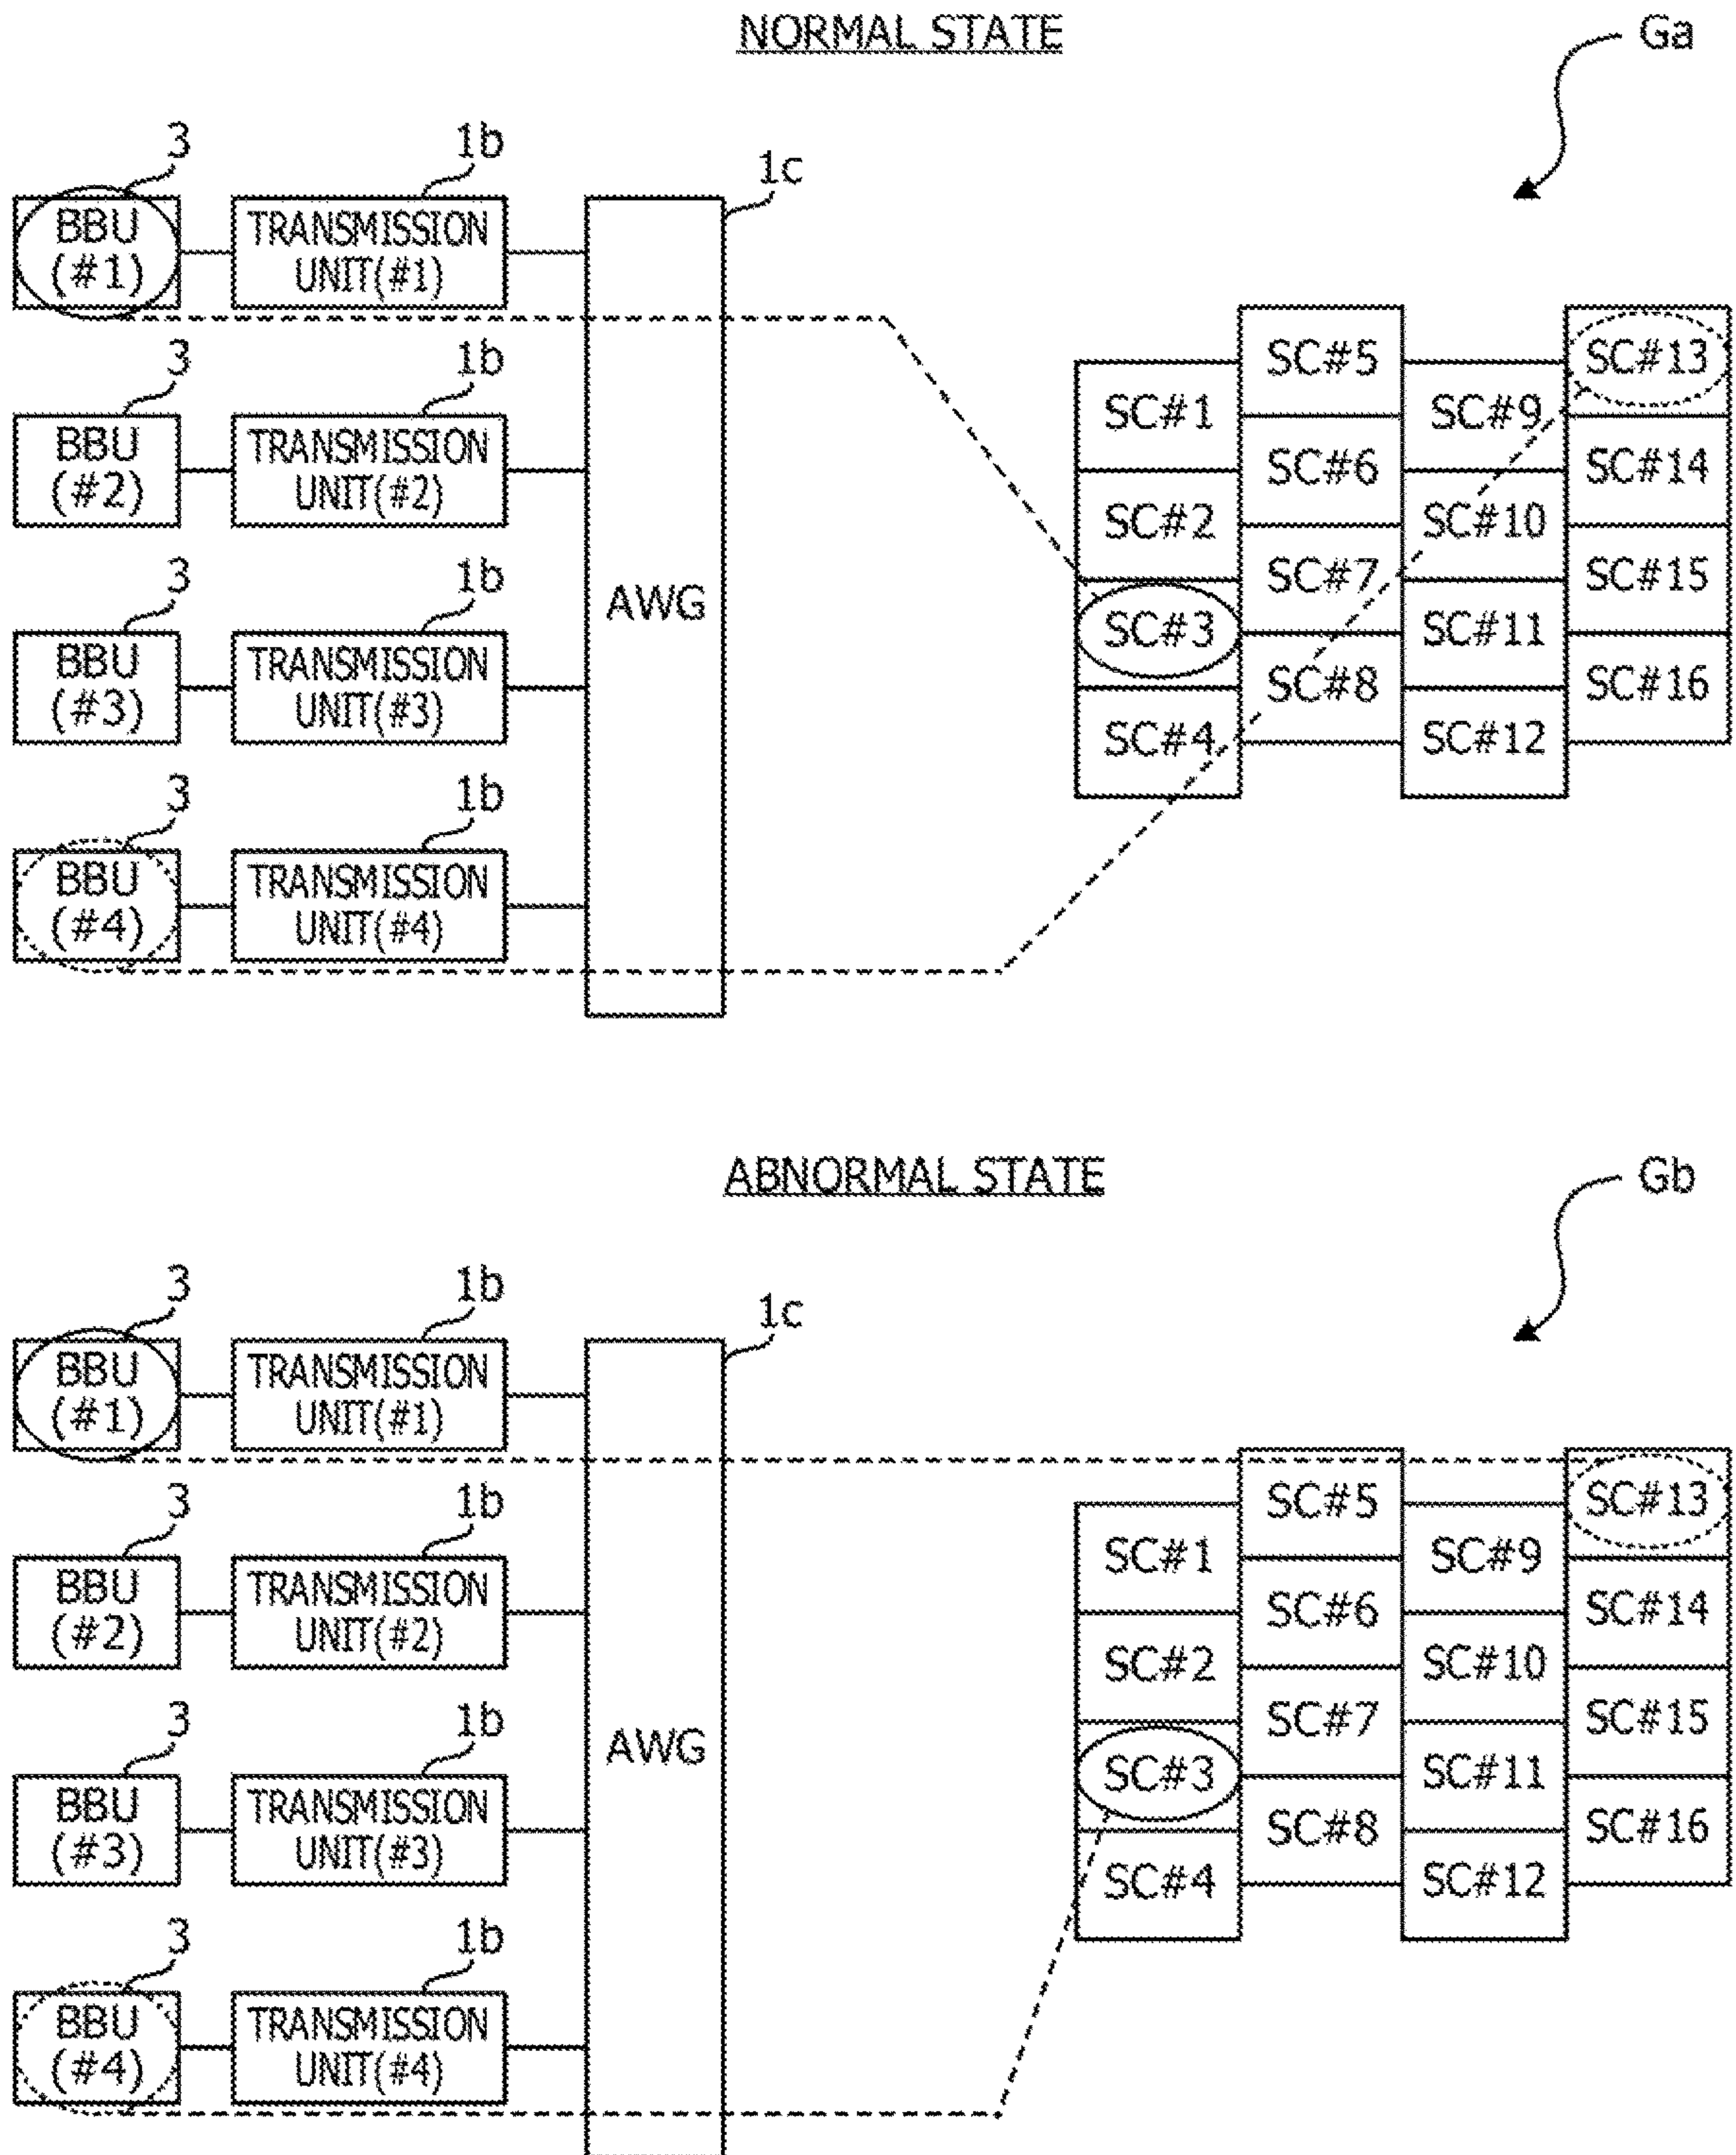 NORMAL STATE
Ga
3
1b
1c
BBU
(#1)
TRANSMISSION
UNIT(#1)
3
1b
BBU
(#2)
TRANSMISSION
UNIT(#2)
3
1b
BBU
(#3)
TRANSMISSION
UNIT(#3)
3
1b
BBU
(#4)
TRANSMISSION
UNIT(#4)
AWG
SC#1
SC#2
SC#3
SC#4
SC#5
SC#6
SC#7
SC#8
SC#9
SC#10
SC#11
SC#12
SC#13
SC#14
SC#15
SC#16
ABNORMAL STATE
Gb
3
1b
1c
BBU
(#1)
TRANSMISSION
UNIT(#1)
3
1b
BBU
(#2)
TRANSMISSION
UNIT(#2)
3
1b
BBU
(#3)
TRANSMISSION
UNIT(#3)
3
1b
BBU
(#4)
TRANSMISSION
UNIT(#4)
AWG
SC#1
SC#2
SC#3
SC#4
SC#5
SC#6
SC#7
SC#8
SC#9
SC#10
SC#11
SC#12
SC#13
SC#14
SC#15
SC#16